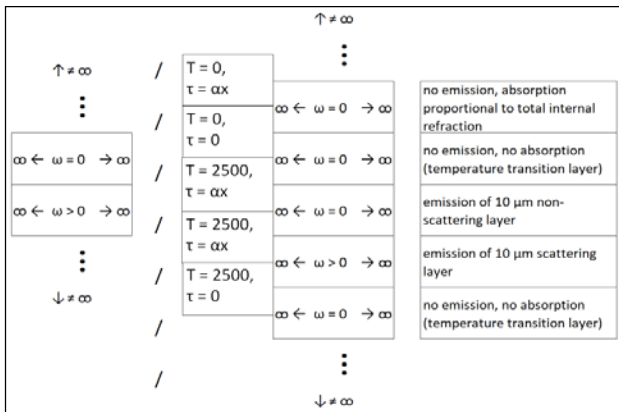 ↑ ≠ ∞
⋮
↑ ≠ ∞
⋮
∞ ← ω = 0 → ∞
∞ ← ω > 0 → ∞
⋮
↓ ≠ ∞
/
/
/
/
/
/
/
T = 0,
τ = αx
T = 0,
τ = 0
T = 2500,
τ = αx
T = 2500,
τ = αx
T = 2500,
τ = 0
∞ ← ω = 0 → ∞
∞ ← ω = 0 → ∞
∞ ← ω = 0 → ∞
∞ ← ω > 0 → ∞
∞ ← ω = 0 → ∞
⋮
↓ ≠ ∞
no emission, absorption
proportional to total internal
refraction
no emission, no absorption
(temperature transition layer)
emission of 10 μm non-
scattering layer
emission of 10 μm scattering
layer
no emission, no absorption
(temperature transition layer)